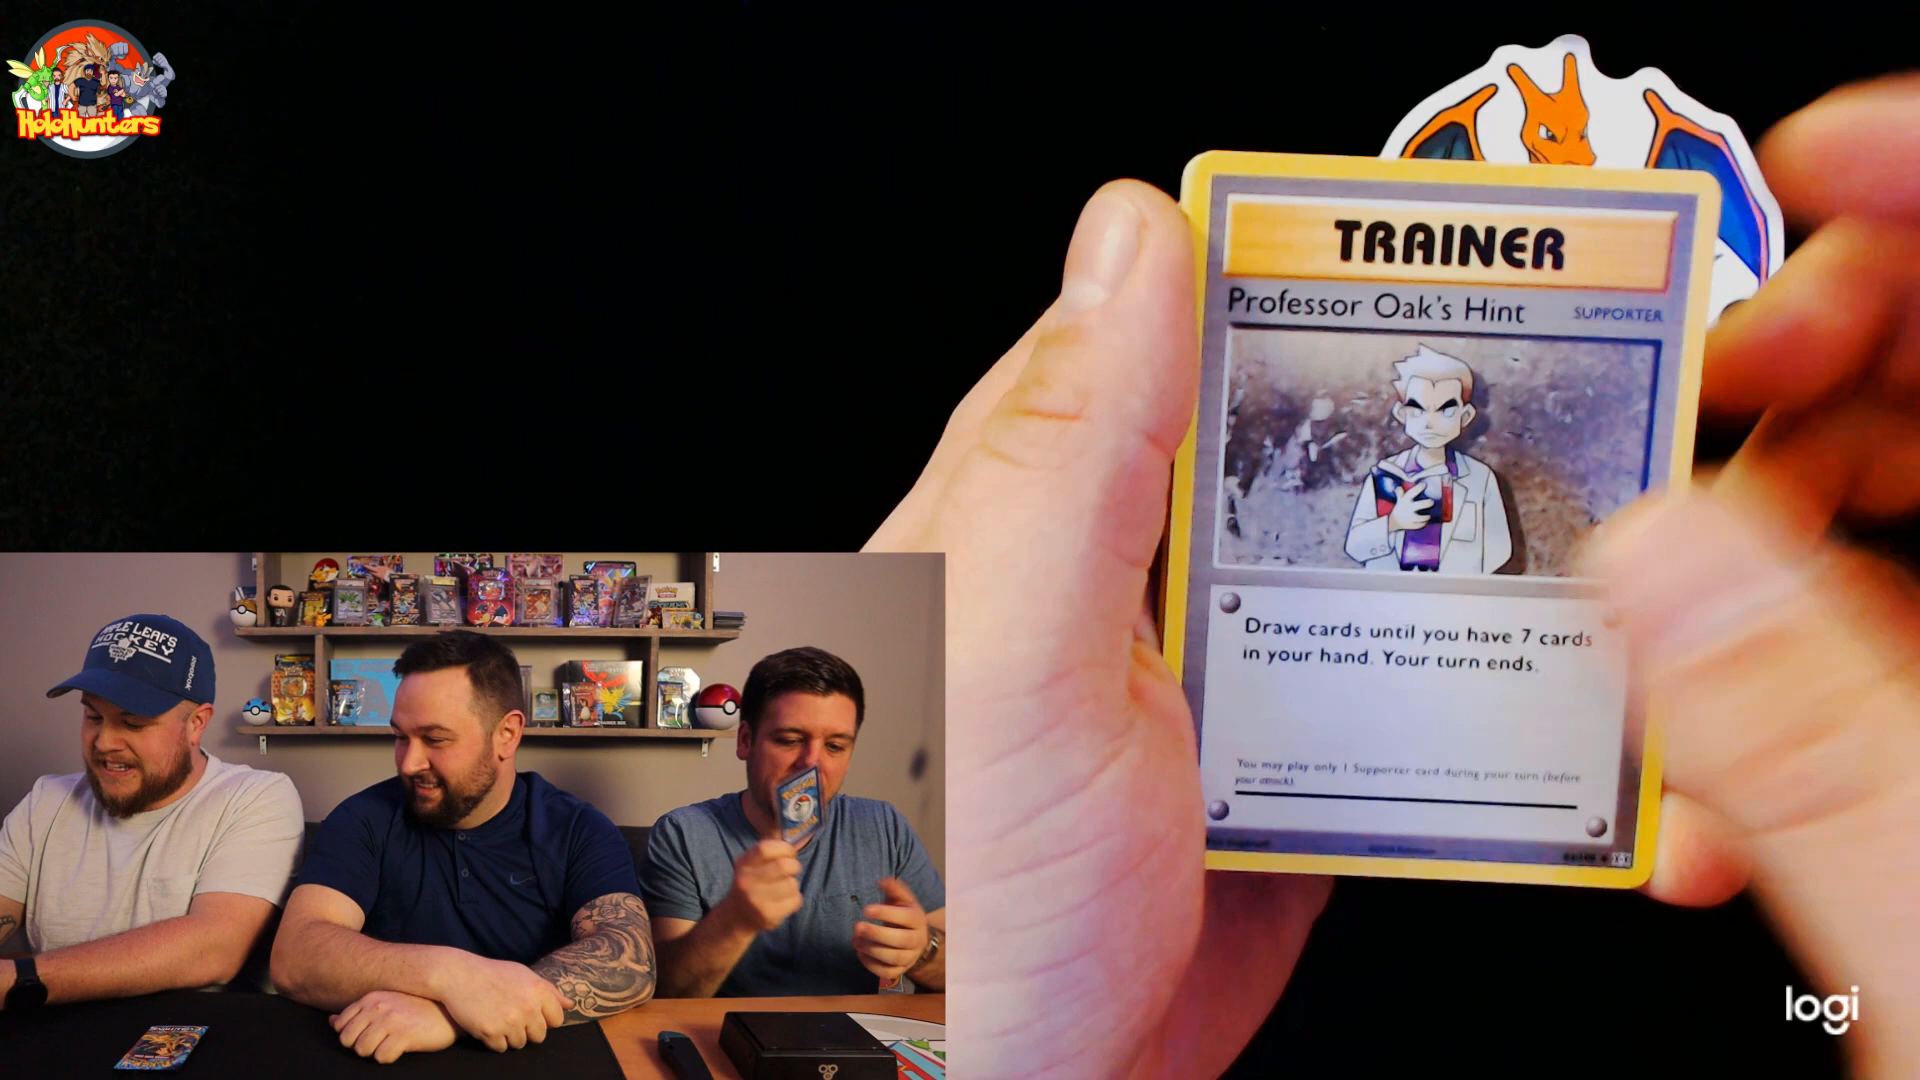 HoloHunters
TRAINER
Professor Oak's Hint
SUPPORTER
Draw cards until you have 7 cards
in your hand. Your turn ends.
You may play only 1 Supporter card during your turn (before
your attack).
MAPLE LEAFS
HOCKEY
Reebok
logi